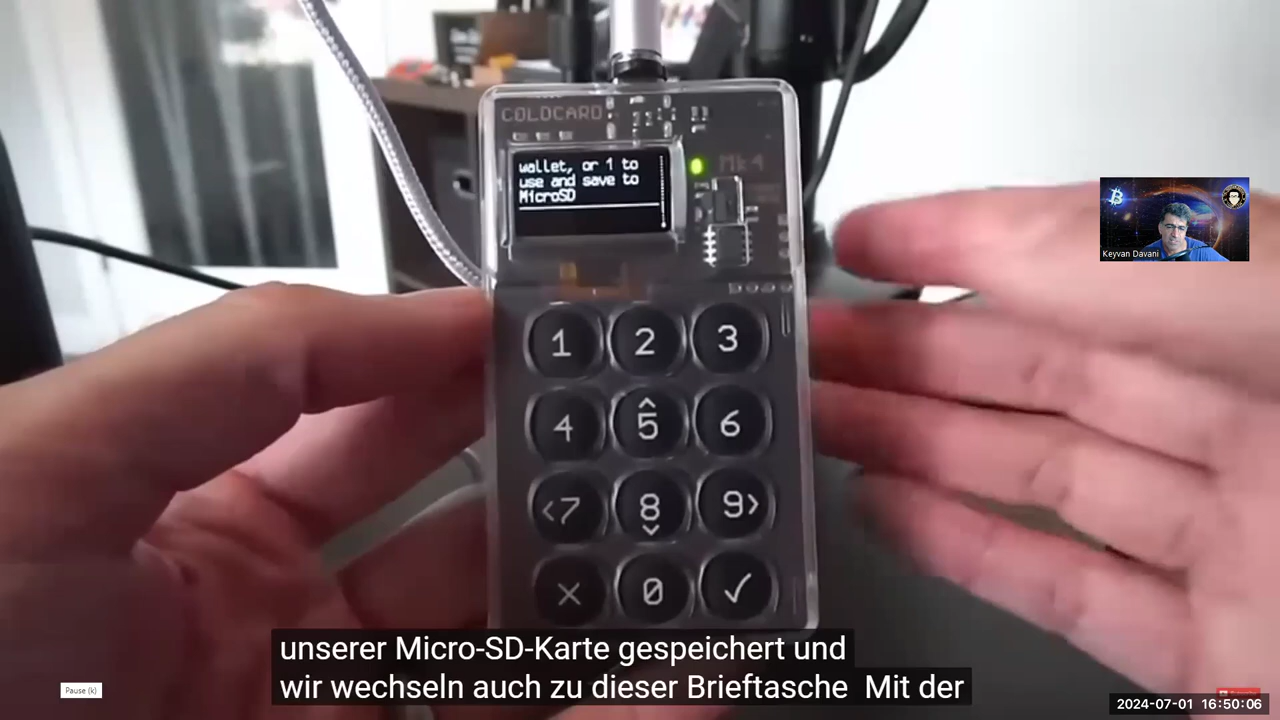 COLDCARD
Mk4
wallet, or 1 to
use and save to
MicroSD
Keyvan Davani
1
2
3
4
5
6
<7
8
9>
0
unserer Micro-SD-Karte gespeichert und
wir wechseln auch zu dieser Brieftasche Mit der
Pause (k)
2024-07-01 16:50:06